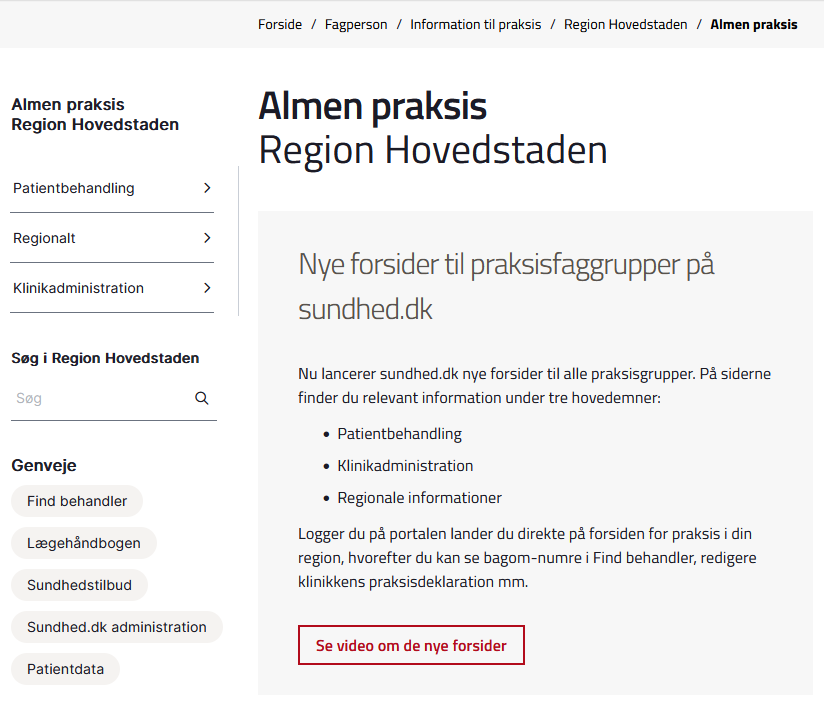 Forside / Fagperson / Information til praksis / Region Hovedstaden / Almen praksis
Almen praksis
Region Hovedstaden
Patientbehandling
Regionalt
Klinikadministration
Søg i Region Hovedstaden
Søg
Genveje
Find behandler
Lægehåndbogen
Sundhedstilbud
Sundhed.dk administration
Patientdata
Almen praksis
Region Hovedstaden
Nye forsider til praksisfaggrupper på
sundhed.dk
Nu lancerer sundhed.dk nye forsider til alle praksisgrupper. På siderne
finder du relevant information under tre hovedemner:
• Patientbehandling
• Klinikadministration
• Regionale informationer
Logger du på portalen lander du direkte på forsiden for praksis i din
region, hvorefter du kan se bagom-numre i Find behandler, redigere
klinikkens praksisdeklaration mm.
Se video om de nye forsider